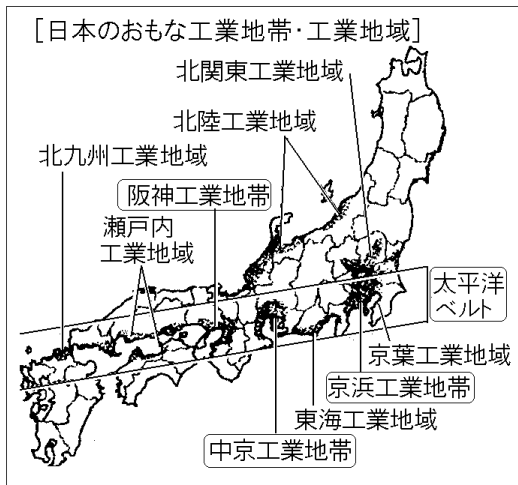 [日本のおもな工業地帯・工業地域]
北関東工業地域
北陸工業地域
北九州工業地域
阪神工業地帯
瀬戸内
工業地域
太平洋
ベルト
京葉工業地域
京浜工業地帯
東海工業地域
中京工業地帯